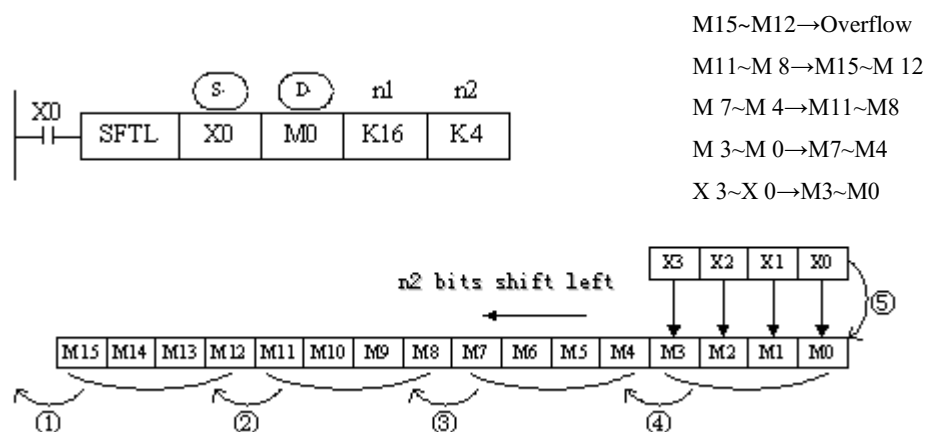 M15~M12→Overflow
M11~M 8→M15~M 12
M 7~M 4→M11~M8
M 3~M 0→M7~M4
X 3~X 0→M3~M0
S· D· n1 n2
X0
SFTL X0 M0 K16 K4
X3 X2 X1 X0
n2 bits shift left
⑤
M15 M14 M13 M12 M11 M10 M9 M8 M7 M6 M5 M4 M3 M2 M1 M0
① ② ③ ④